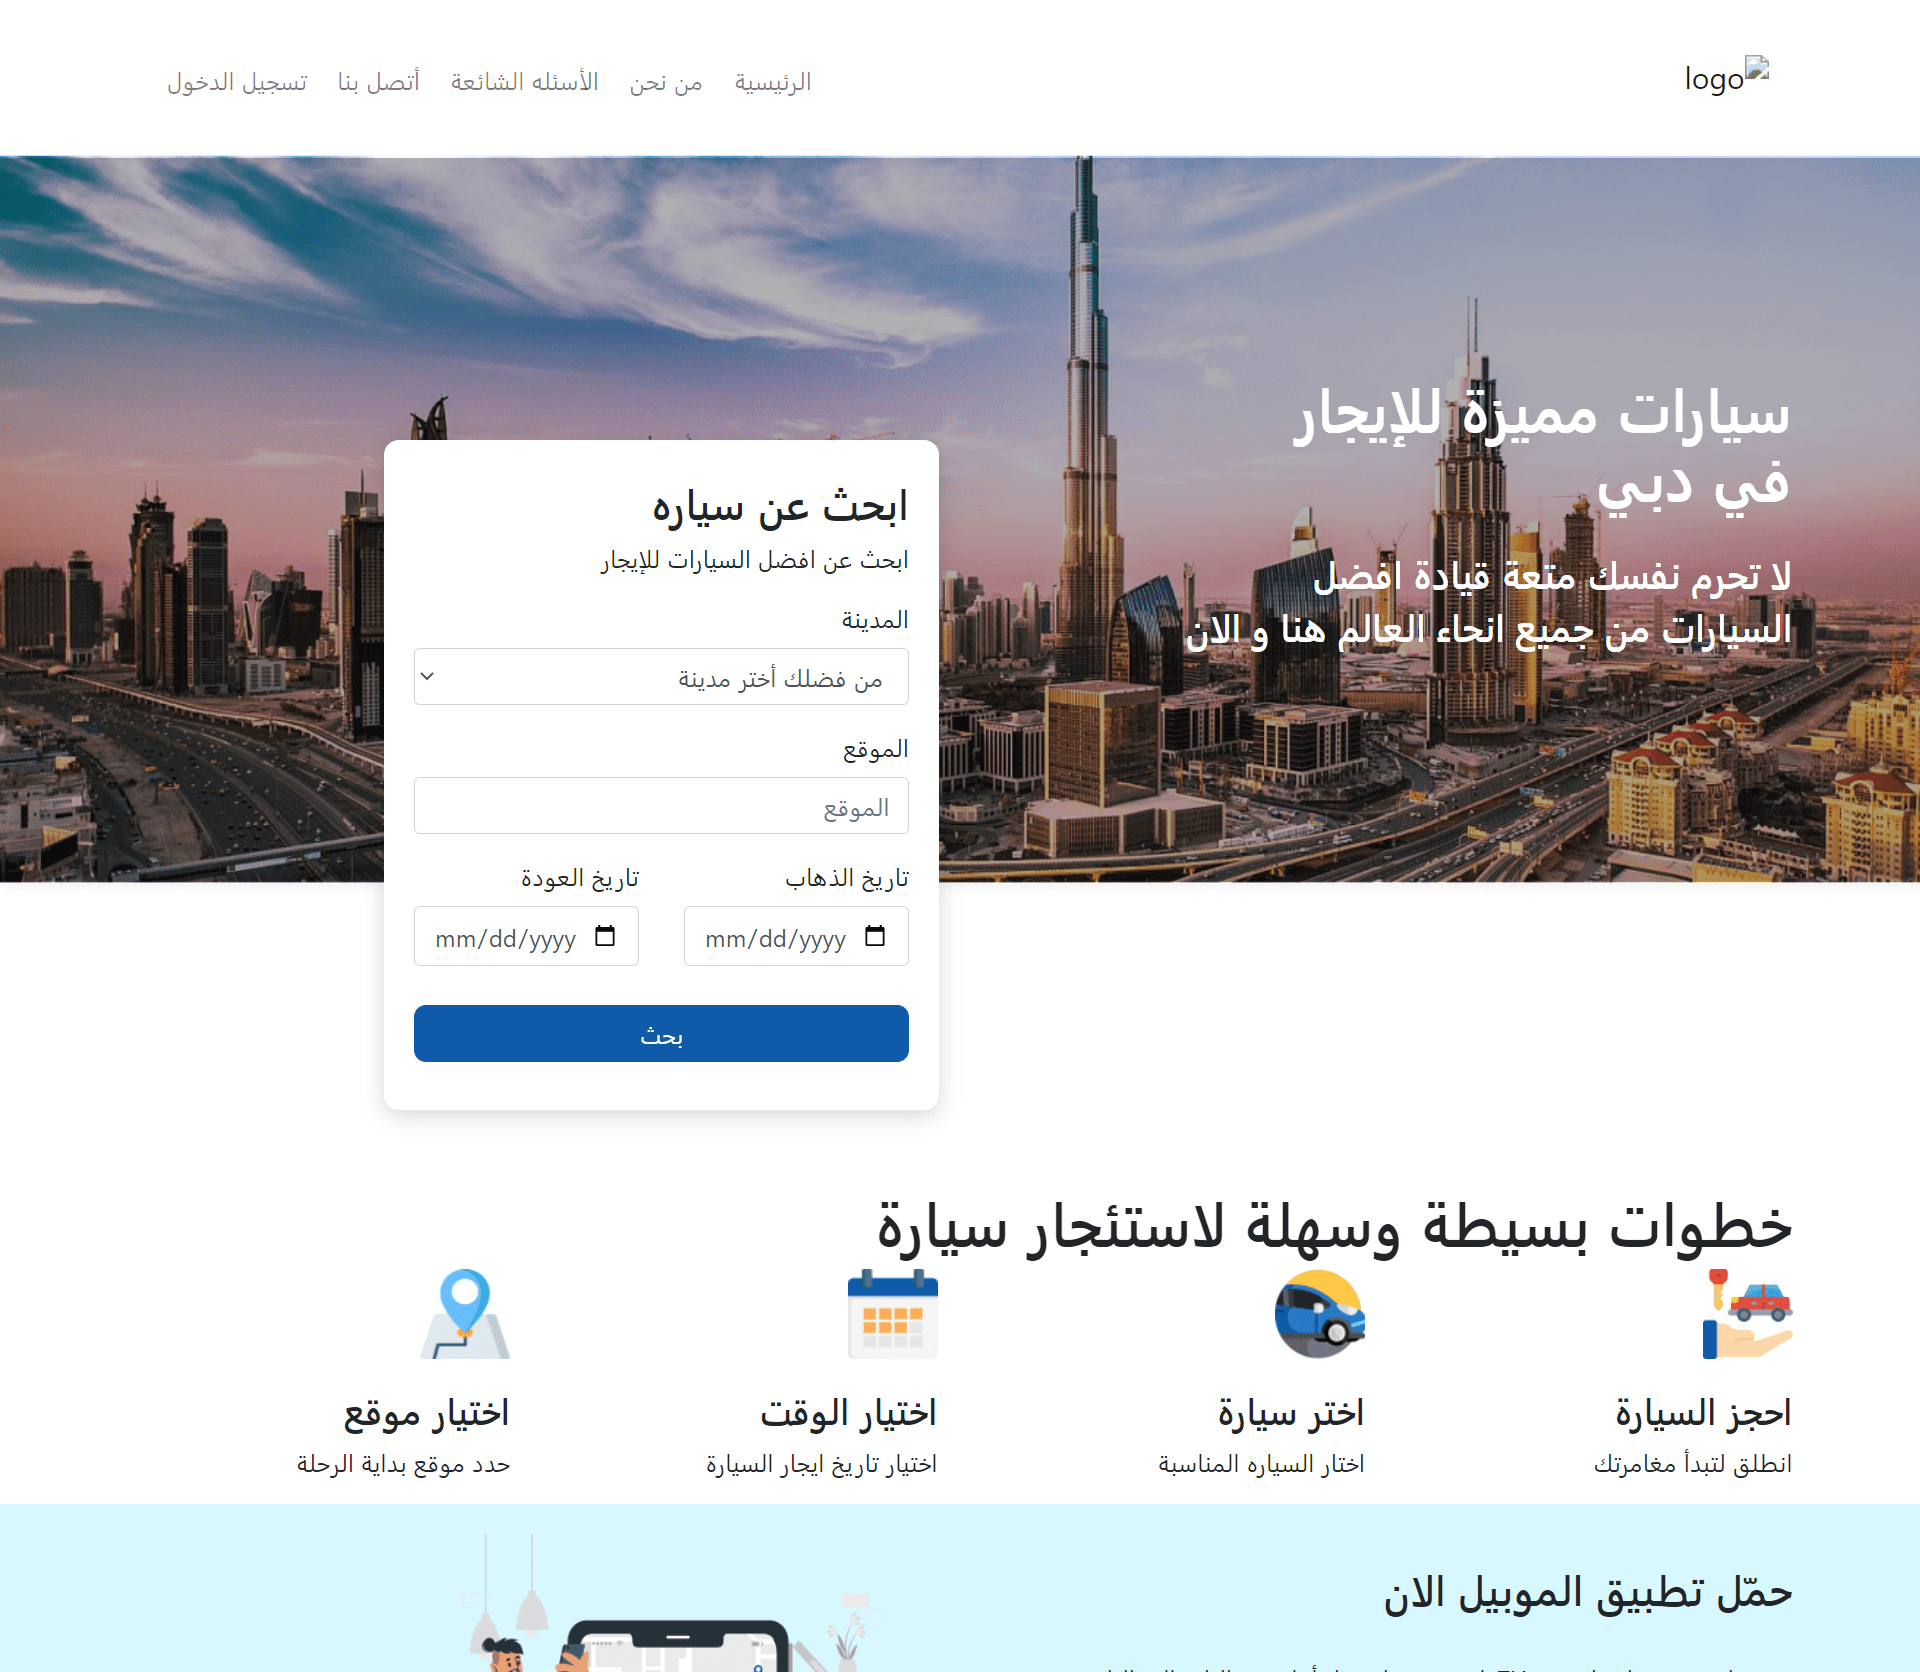 logo
الرئيسية
من نحن
الأسئله الشائعة
أتصل بنا
تسجيل الدخول
سيارات مميزة للإيجار
في دبي
لا تحرم نفسك متعة قيادة افضل
السيارات من جميع انحاء العالم هنا و الان
ابحث عن سياره
ابحث عن افضل السيارات للإيجار
المدينة
من فضلك أختر مدينة
الموقع
الموقع
تاريخ الذهاب
تاريخ العودة
mm/dd/yyyy
mm/dd/yyyy
بحث
خطوات بسيطة وسهلة لاستئجار سيارة
احجز السيارة
انطلق لتبدأ مغامرتك
اختر سيارة
اختار السياره المناسبة
اختيار الوقت
اختيار تاريخ ايجار السيارة
اختيار موقع
حدد موقع بداية الرحلة
حمّل تطبيق الموبيل الان